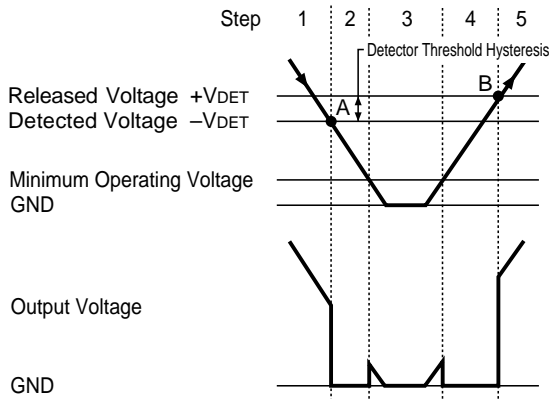 Step 1 2 3 4 5
Detector Threshold Hysteresis
Released Voltage +VDET
A
B
Detected Voltage –VDET
Minimum Operating Voltage
GND
Output Voltage
GND